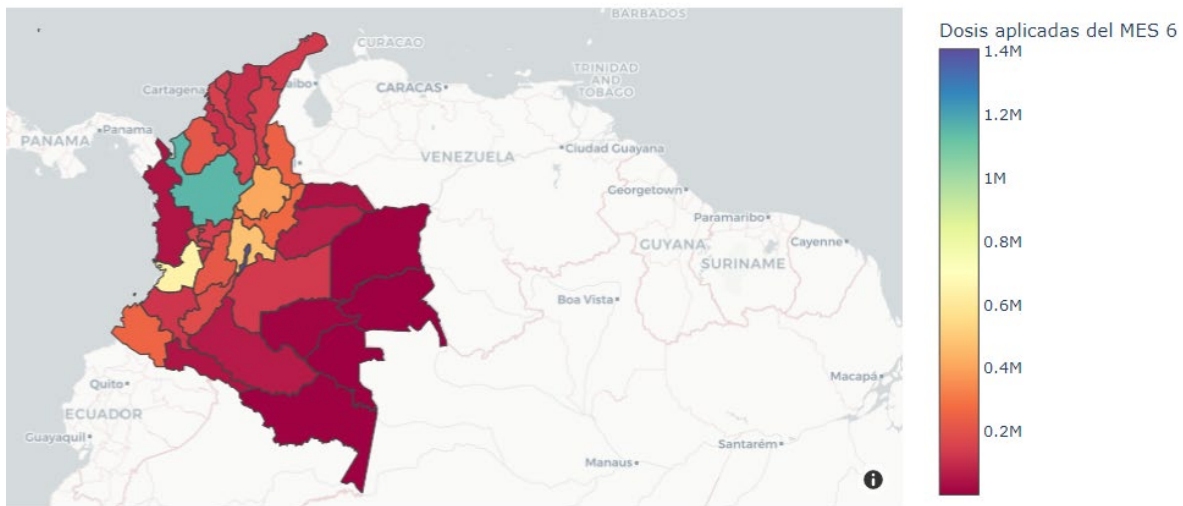 BARBADOS
Dosis aplicadas del MES 6
CURACAO
1.4M
TRINIDAD
AND
TOBAGO
Cartagena
aibo
CARACAS
1.2M
Panama
PANAMA
VENEZUELA
Ciudad Guayana
1M
Georgetown
Paramaribo
Cayenne
0.8M
GUYANA
SURINAME
Boa Vista
0.6M
Quito
Macapá
0.4M
ECUADOR
Guayaquil
Santarém
0.2M
Manaus
i